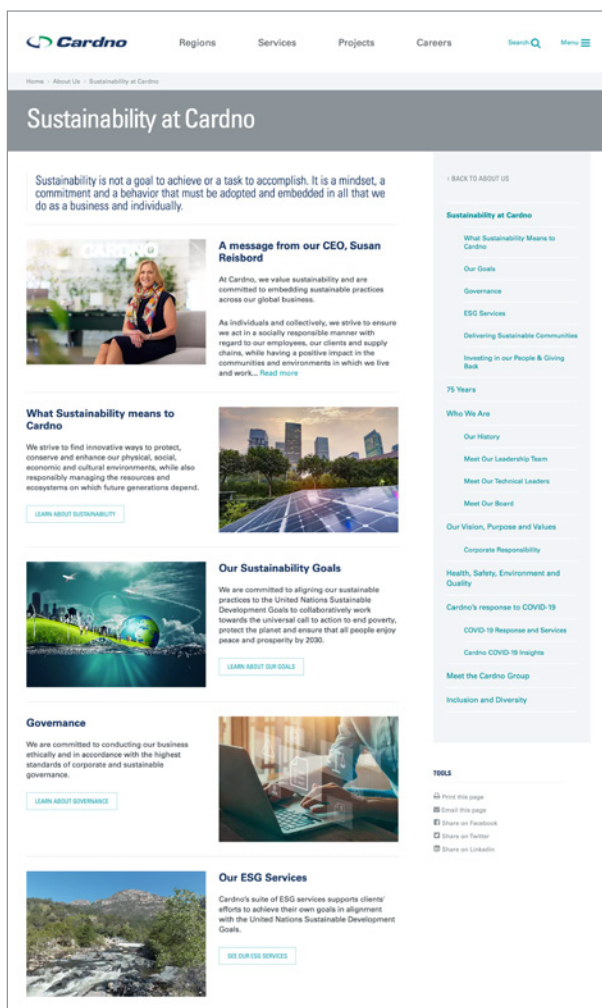 Cardno
Regions
Services
Projects
Careers
Search
Menu
Home > About Us > Sustainability at Cardno
Sustainability at Cardno
Sustainability is not a goal to achieve or a task to accomplish. It is a mindset, a
commitment and a behavior that must be adopted and embedded in all that we
do as a business and individually.
CARDNO
A message from our CEO, Susan
Reisbord
At Cardno, we value sustainability and are
committed to embedding sustainable practices
across our global business.
As individuals and collectively, we strive to ensure
we act in a socially responsible manner with
regard to our employees, our clients and supply
chains, while having a positive impact in the
communities and environments in which we live
and work... Read more
What Sustainability means to
Cardno
We strive to find innovative ways to protect,
conserve and enhance our physical, social,
economic and cultural environments, while also
responsibly managing the resources and
ecosystems on which future generations depend.
LEARN ABOUT SUSTAINABILITY
Our Sustainability Goals
We are committed to aligning our sustainable
practices to the United Nations Sustainable
Development Goals to collaboratively work
towards the universal call to action to end poverty,
protect the planet and ensure that all people enjoy
peace and prosperity by 2030.
LEARN ABOUT OUR GOALS
Governance
We are committed to conducting our business
ethically and in accordance with the highest
standards of corporate and sustainable
governance.
LEARN ABOUT GOVERNANCE
Our ESG Services
Cardno's suite of ESG services supports clients'
efforts to achieve their own goals in alignment
with the United Nations Sustainable Development
Goals.
SEE OUR ESG SERVICES
‹ BACK TO ABOUT US
Sustainability at Cardno
What Sustainability Means to
Cardno
Our Goals
Governance
ESG Services
Delivering Sustainable Communities
Investing in our People & Giving
Back
75 Years
Who We Are
Our History
Meet Our Leadership Team
Meet Our Technical Leaders
Meet Our Board
Our Vision, Purpose and Values
Corporate Responsibility
Health, Safety, Environment and
Quality
Cardno's response to COVID-19
COVID-19 Response and Services
Cardno COVID-19 Insights
Meet the Cardno Group
Inclusion and Diversity
TOOLS
Print this page
Email this page
Share on Facebook
Share on Twitter
Share on Linkedin